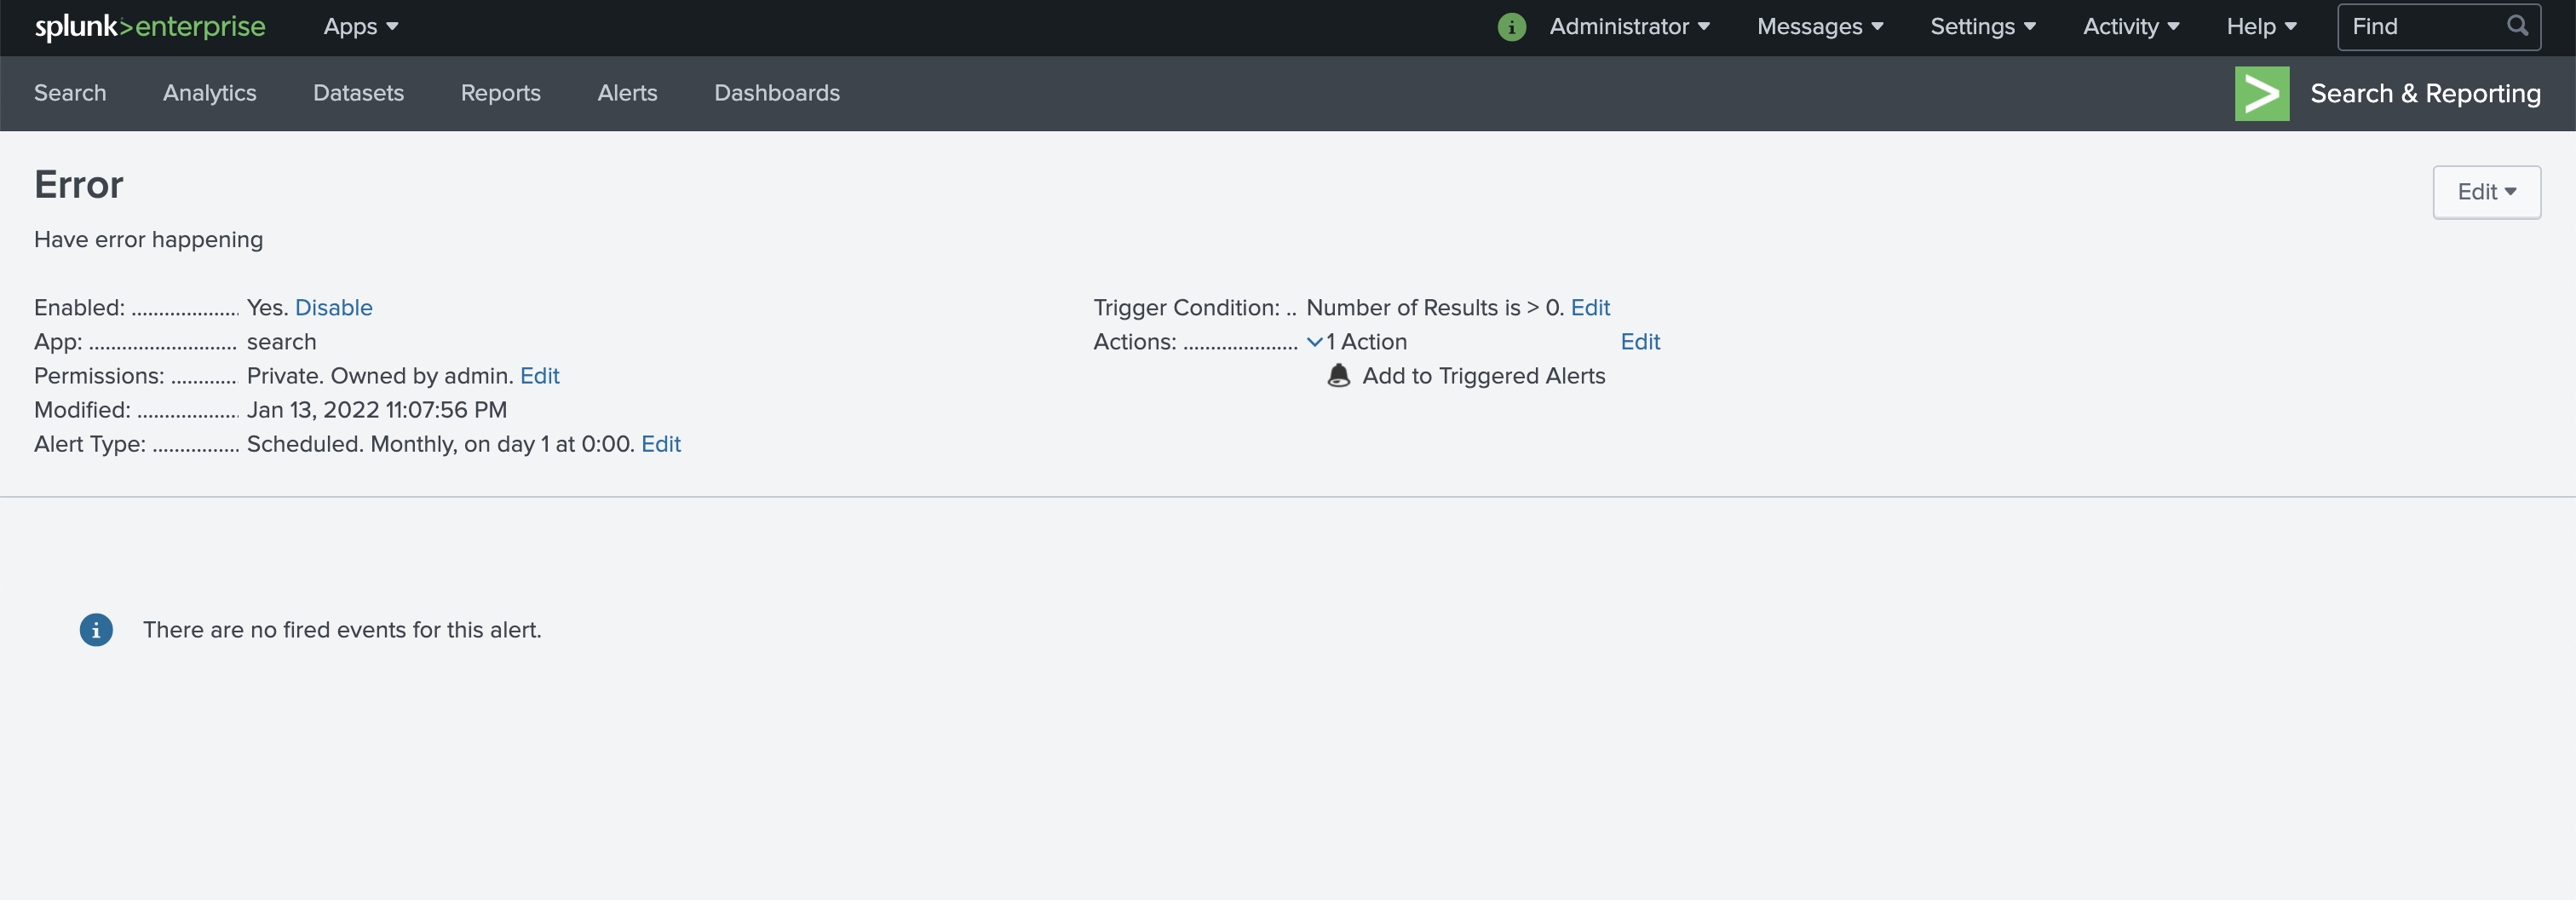 splunk>enterprise Apps Administrator Messages Settings Activity Help Find
Search Analytics Datasets Reports Alerts Dashboards Search & Reporting
Error
Edit
Have error happening
Enabled: ................... Yes. Disable
App: ........................... search
Permissions: ............ Private. Owned by admin. Edit
Modified: ................... Jan 13, 2022 11:07:56 PM
Alert Type: ................ Scheduled. Monthly, on day 1 at 0:00. Edit
Trigger Condition: .. Number of Results is > 0. Edit
Actions: ..................... 1 Action Edit
Add to Triggered Alerts
There are no fired events for this alert.